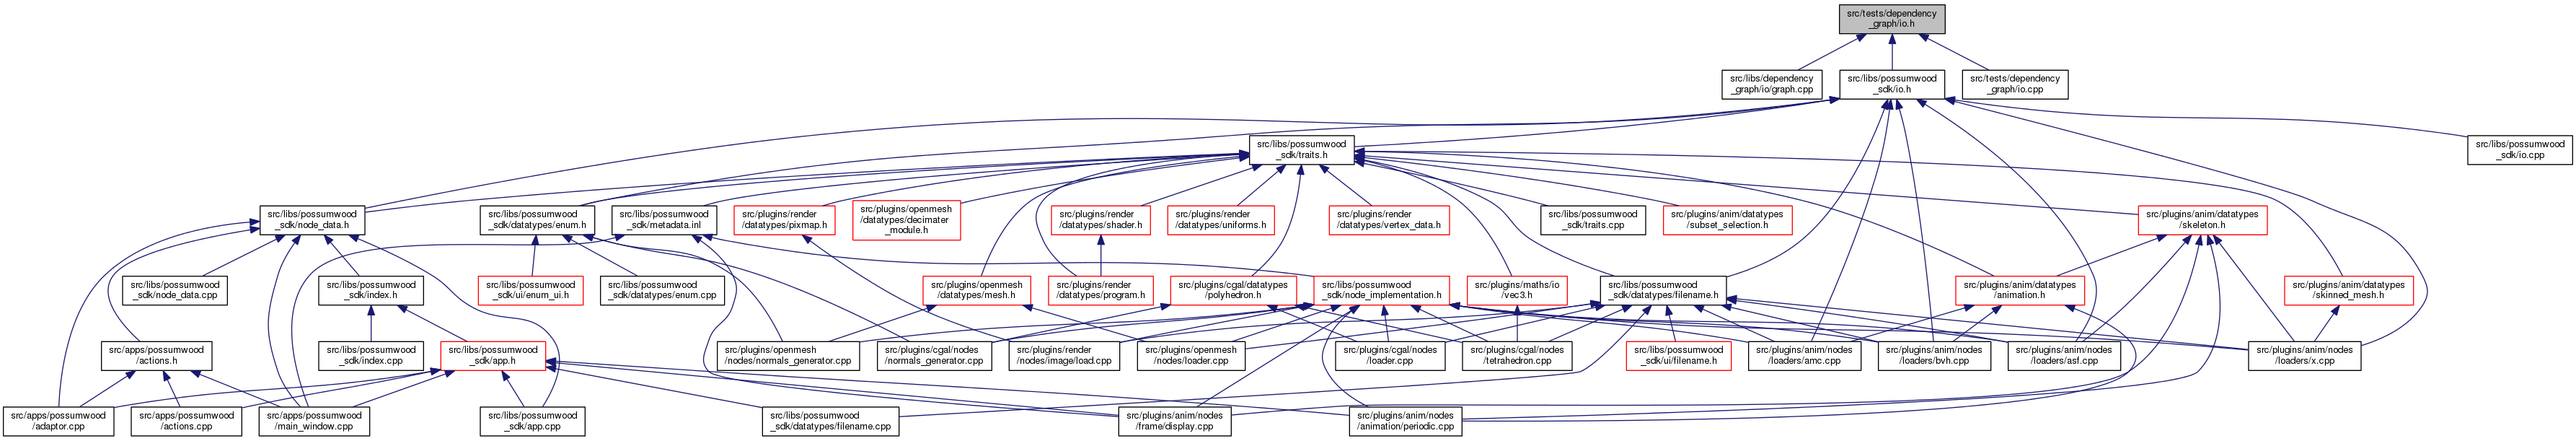 src/tests/dependency
_graph/io.h
src/libs/dependency
_graph/io/graph.cpp
src/libs/possumwood
_sdk/io.h
src/tests/dependency
_graph/io.cpp
src/libs/possumwood
_sdk/traits.h
src/libs/possumwood
_sdk/io.cpp
src/libs/possumwood
_sdk/node_data.h
src/libs/possumwood
_sdk/datatypes/enum.h
src/libs/possumwood
_sdk/metadata.inl
src/plugins/render
/datatypes/pixmap.h
src/plugins/openmesh
/datatypes/decimater
_module.h
src/plugins/render
/datatypes/shader.h
src/plugins/render
/datatypes/uniforms.h
src/plugins/render
/datatypes/vertex_data.h
src/libs/possumwood
_sdk/traits.cpp
src/plugins/anim/datatypes
/subset_selection.h
src/plugins/anim/datatypes
/skeleton.h
src/libs/possumwood
_sdk/node_data.cpp
src/libs/possumwood
_sdk/index.h
src/libs/possumwood
_sdk/ui/enum_ui.h
src/libs/possumwood
_sdk/datatypes/enum.cpp
src/plugins/openmesh
/datatypes/mesh.h
src/plugins/render
/datatypes/program.h
src/plugins/cgal/datatypes
/polyhedron.h
src/libs/possumwood
_sdk/node_implementation.h
src/plugins/maths/io
/vec3.h
src/libs/possumwood
_sdk/datatypes/filename.h
src/plugins/anim/datatypes
/animation.h
src/plugins/anim/datatypes
/skinned_mesh.h
src/apps/possumwood
/actions.h
src/libs/possumwood
_sdk/index.cpp
src/libs/possumwood
_sdk/app.h
src/plugins/openmesh
/nodes/normals_generator.cpp
src/plugins/cgal/nodes
/normals_generator.cpp
src/plugins/render
/nodes/image/load.cpp
src/plugins/openmesh
/nodes/loader.cpp
src/plugins/cgal/nodes
/loader.cpp
src/plugins/cgal/nodes
/tetrahedron.cpp
src/libs/possumwood
_sdk/ui/filename.h
src/plugins/anim/nodes
/loaders/amc.cpp
src/plugins/anim/nodes
/loaders/bvh.cpp
src/plugins/anim/nodes
/loaders/asf.cpp
src/plugins/anim/nodes
/loaders/x.cpp
src/apps/possumwood
/adaptor.cpp
src/apps/possumwood
/actions.cpp
src/apps/possumwood
/main_window.cpp
src/libs/possumwood
_sdk/app.cpp
src/libs/possumwood
_sdk/datatypes/filename.cpp
src/plugins/anim/nodes
/frame/display.cpp
src/plugins/anim/nodes
/animation/periodic.cpp